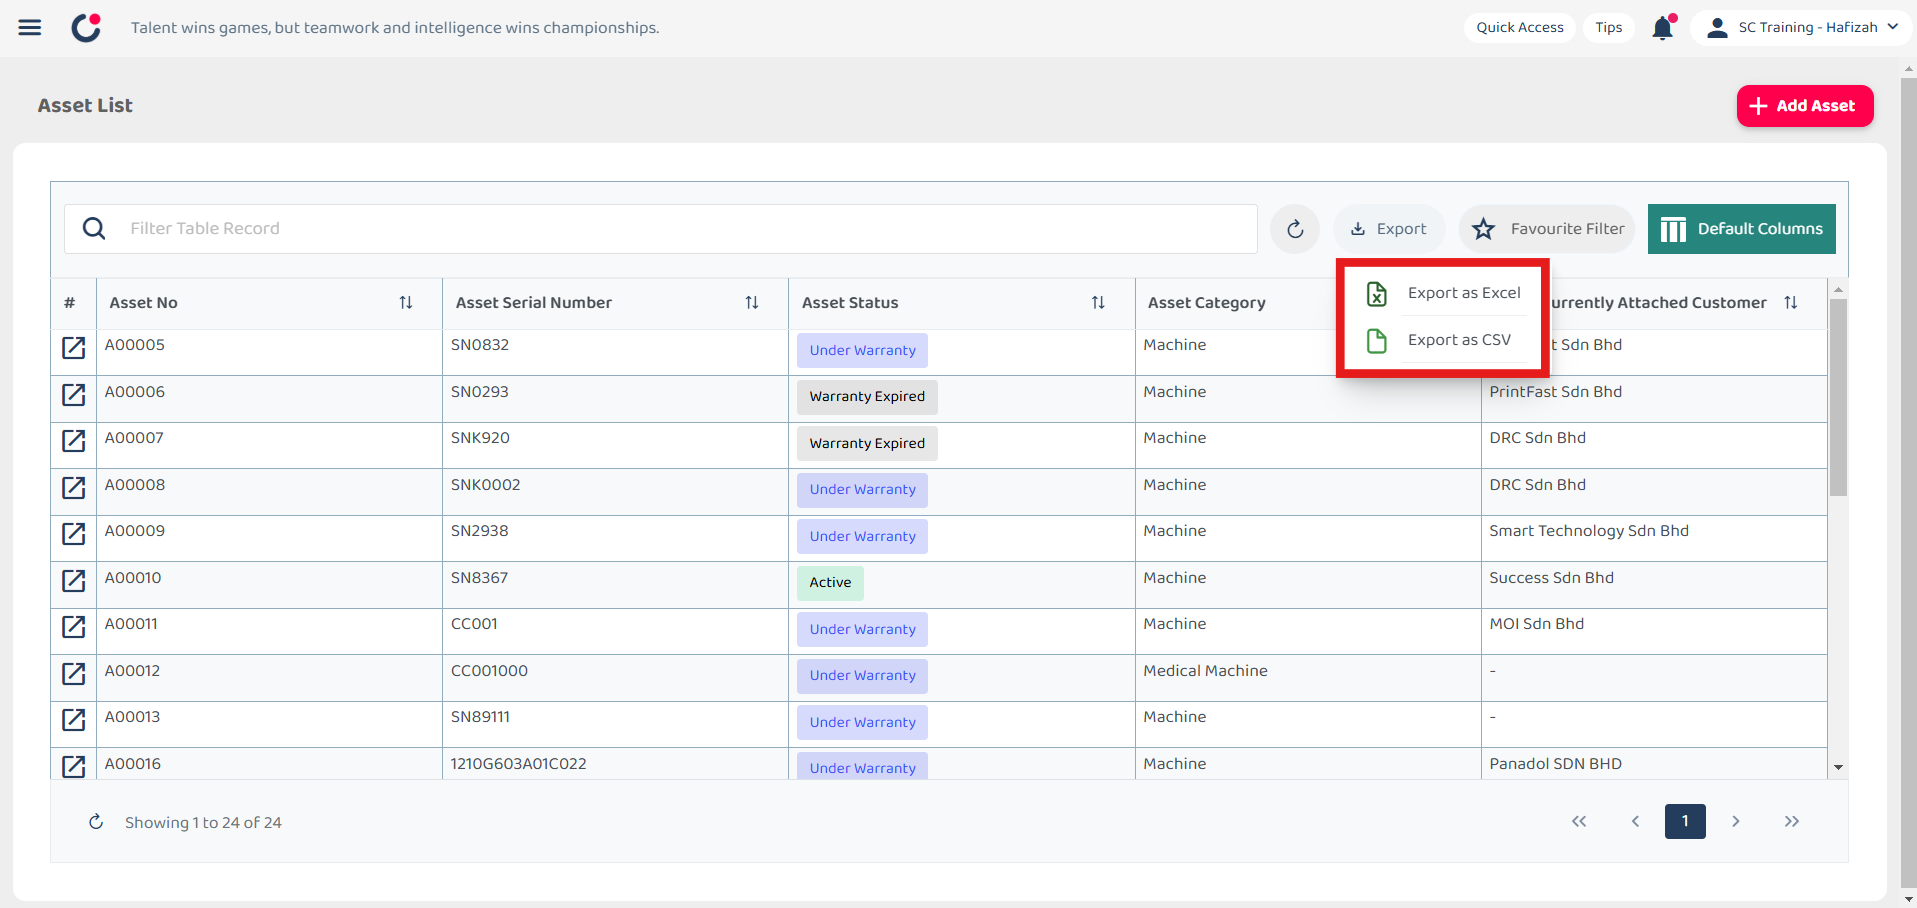 Talent wins games, but teamwork and intelligence wins championships.
Quick Access
Tips
SC Training - Hafizah
Asset List
Add Asset
Filter Table Record
Export
Favourite Filter
Default Columns
Export as Excel
Export as CSV
# Asset No Asset Serial Number Asset Status Asset Category Attached Customer
A00005 SN0832 Under Warranty Machine Sdn Bhd
A00006 SN0293 Warranty Expired Machine PrintFast Sdn Bhd
A00007 SNK920 Warranty Expired Machine DRC Sdn Bhd
A00008 SNK0002 Under Warranty Machine DRC Sdn Bhd
A00009 SN2938 Under Warranty Machine Smart Technology Sdn Bhd
A00010 SN8367 Active Machine Success Sdn Bhd
A00011 CC001 Under Warranty Machine MOI Sdn Bhd
A00012 CC001000 Under Warranty Medical Machine -
A00013 SN89111 Under Warranty Machine -
A00016 1210G603A01C022 Under Warranty Machine Panadol SDN BHD
Showing 1 to 24 of 24
1